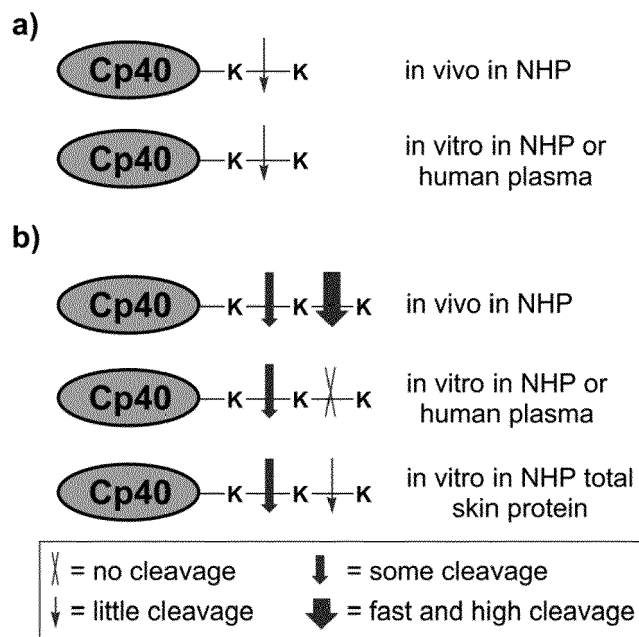 a)
Cp40 K K in vivo in NHP
Cp40 K K in vitro in NHP or
human plasma
b)
Cp40 K K K in vivo in NHP
Cp40 K K K in vitro in NHP or
human plasma
Cp40 K K K in vitro in NHP total
skin protein
= no cleavage = some cleavage
= little cleavage = fast and high cleavage